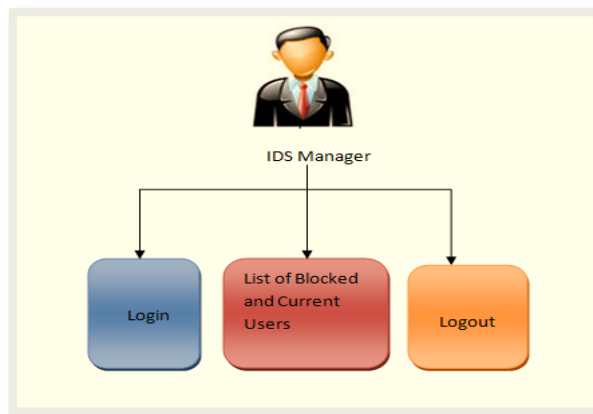 IDS Manager
Login
List of Blocked
and Current
Users
Logout